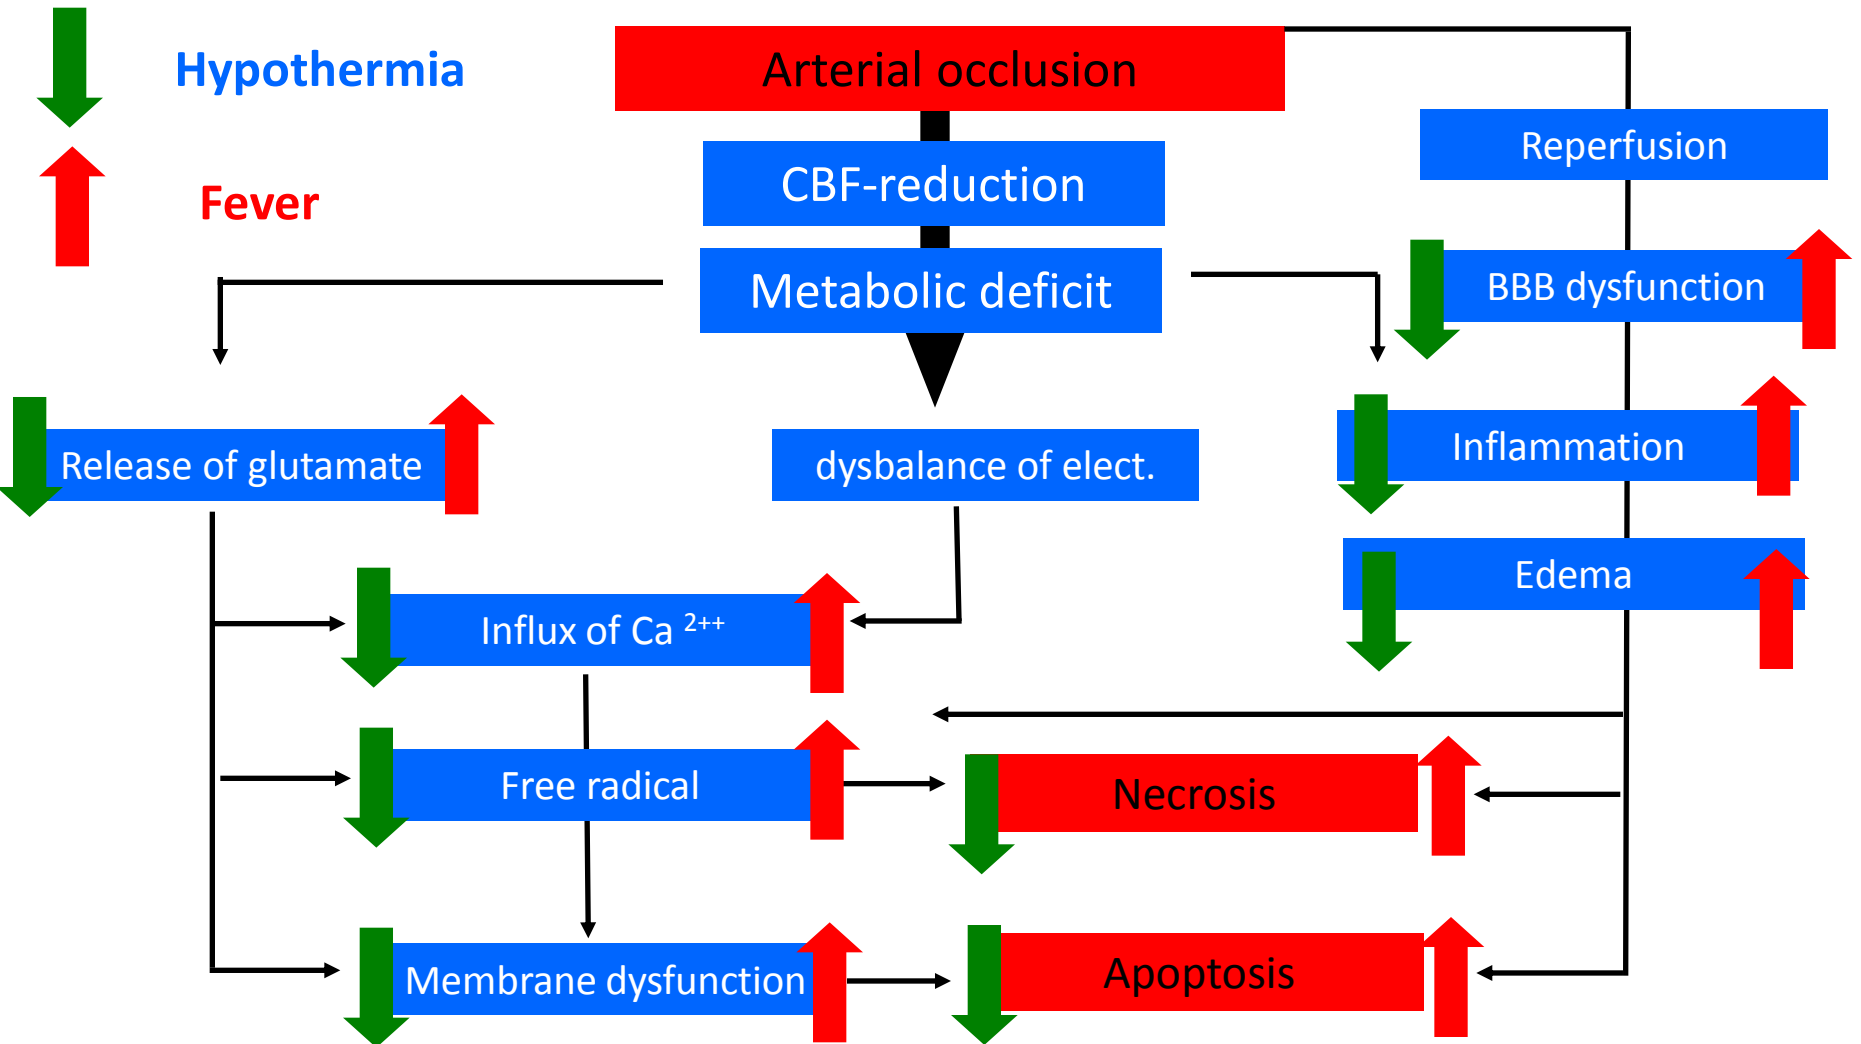 Hypothermia
Fever
Arterial occlusion
CBF-reduction
Metabolic deficit
Reperfusion
BBB dysfunction
Release of glutamate
dysbalance of elect.
Inflammation
Edema
Influx of Ca ²⁺⁺
Free radical
Necrosis
Membrane dysfunction
Apoptosis